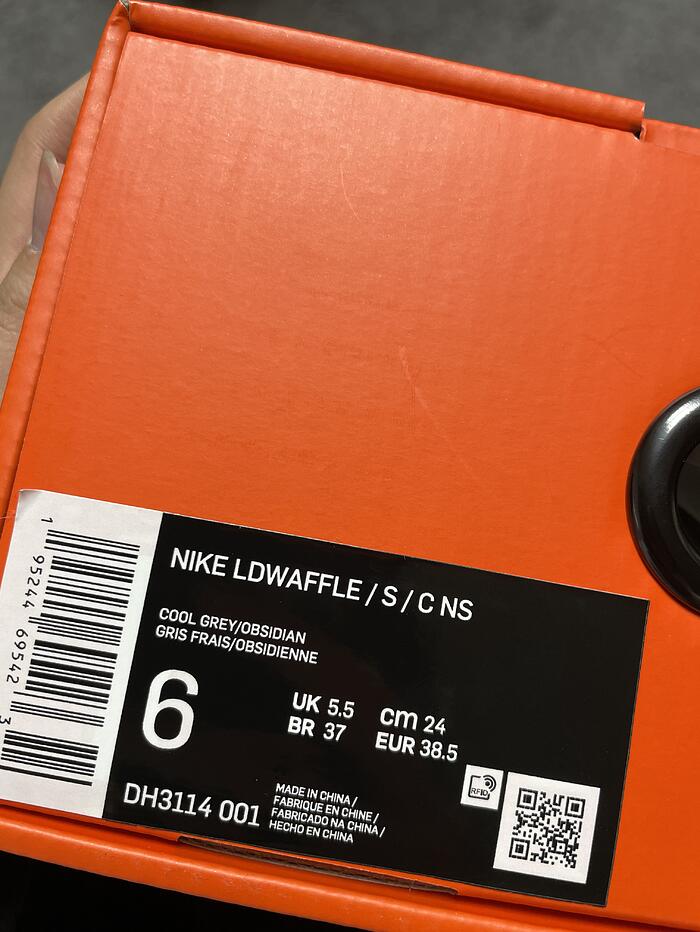 NIKE LDWAFFLE / S / C NS
COOL GREY/OBSIDIAN
GRIS FRAIS/OBSIDIENNE
6
UK 5.5 cm 24
BR 37 EUR 38.5
DH3114 001
MADE IN CHINA /
FABRIQUE EN CHINE /
FABRICADO NA CHINA /
HECHO EN CHINA
RFID
1 95244 69542 3